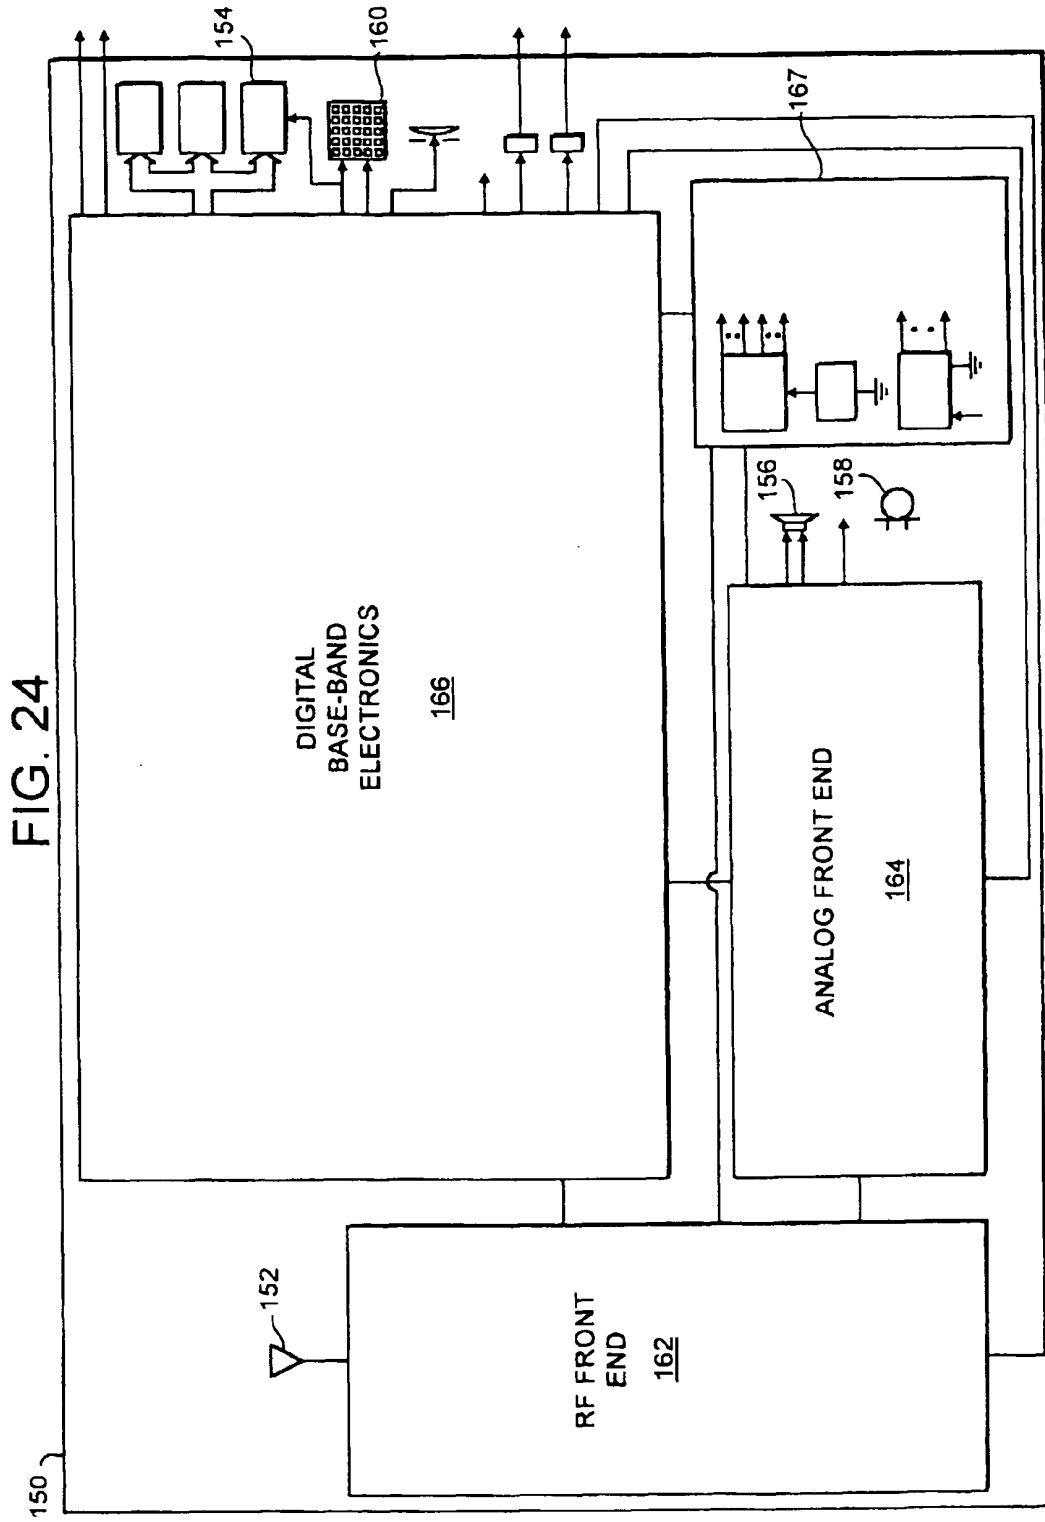 FIG. 24
150
152
RF FRONT
END
162
DIGITAL
BASE-BAND
ELECTRONICS
166
ANALOG FRONT END
164
154
160
156
158
167